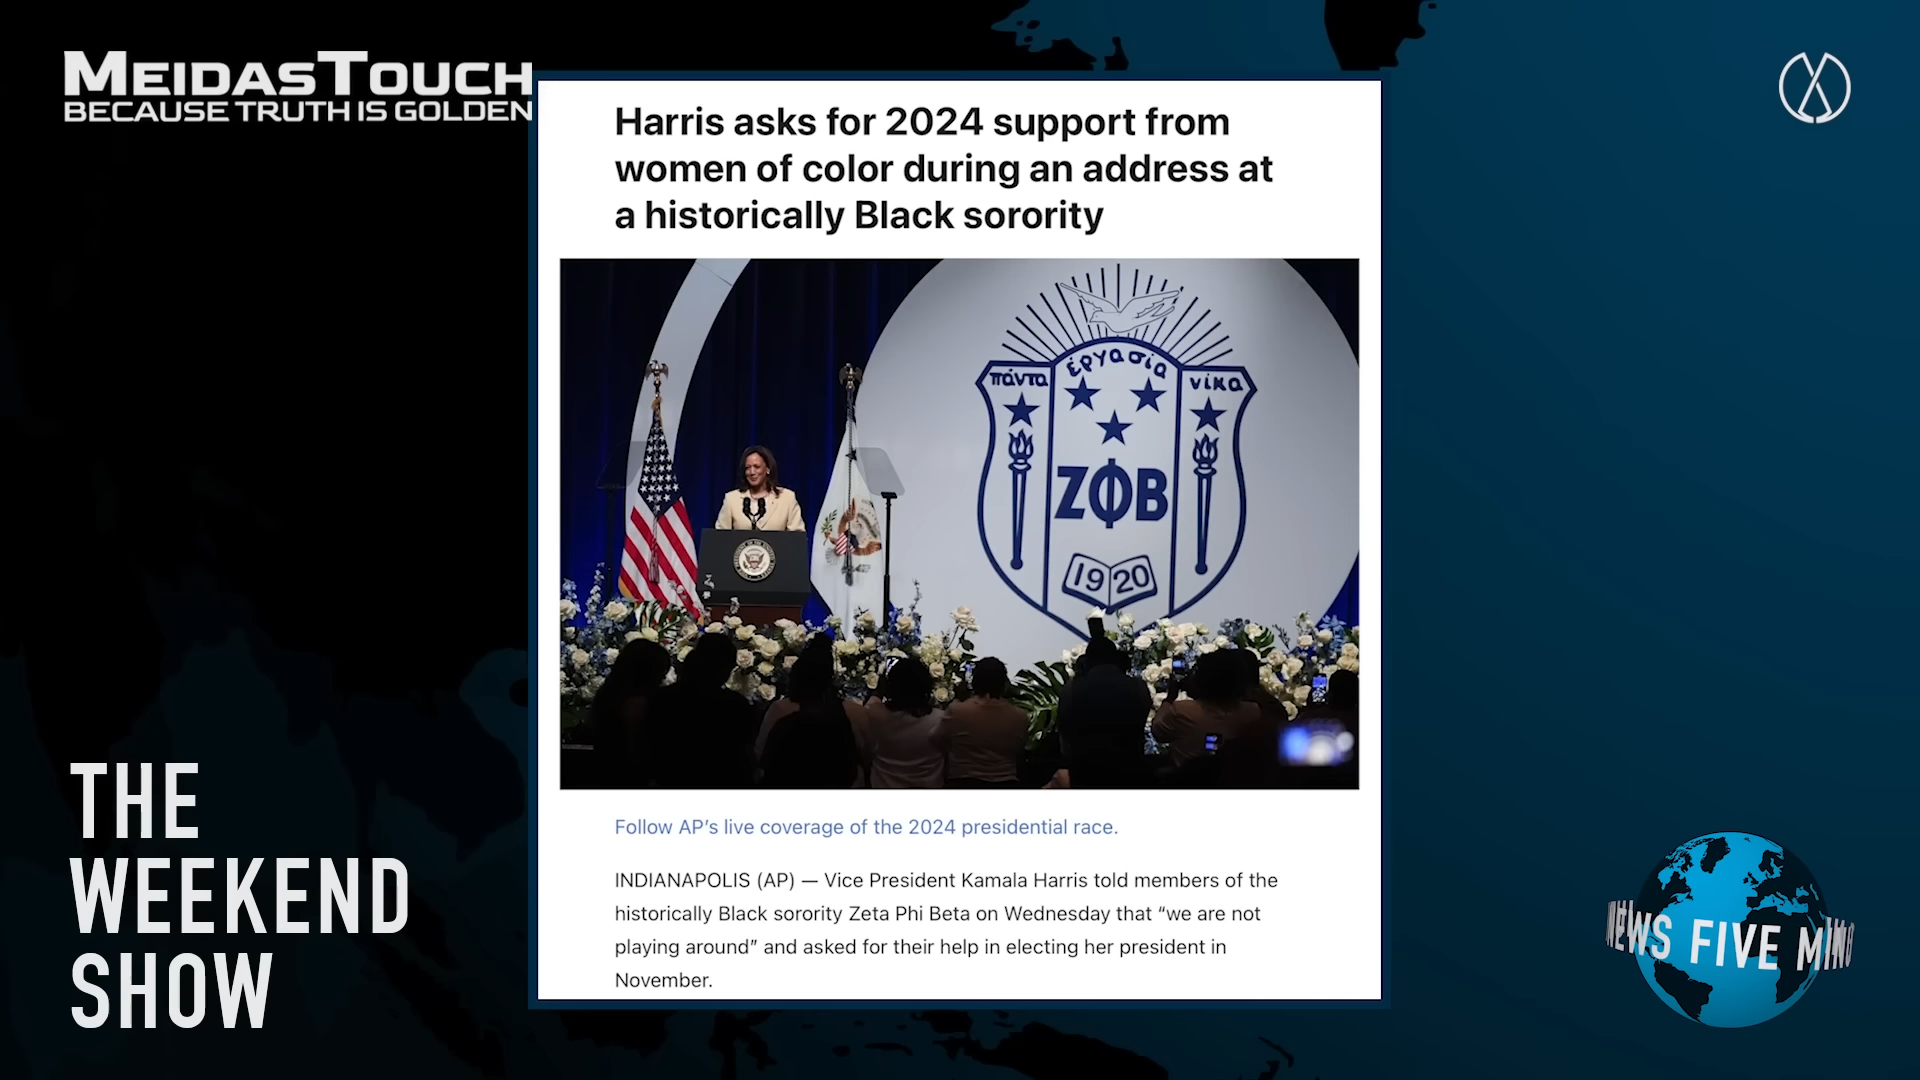 MEIDASTOUCH
BECAUSE TRUTH IS GOLDEN
Harris asks for 2024 support from
women of color during an address at
a historically Black sorority
πάντα
ἐργασία
νίκα
ΖΦΒ
1920
Follow AP’s live coverage of the 2024 presidential race.
INDIANAPOLIS (AP) — Vice President Kamala Harris told members of the
historically Black sorority Zeta Phi Beta on Wednesday that “we are not
playing around” and asked for their help in electing her president in
November.
THE
WEEKEND
SHOW
NEWS FIVE MIN